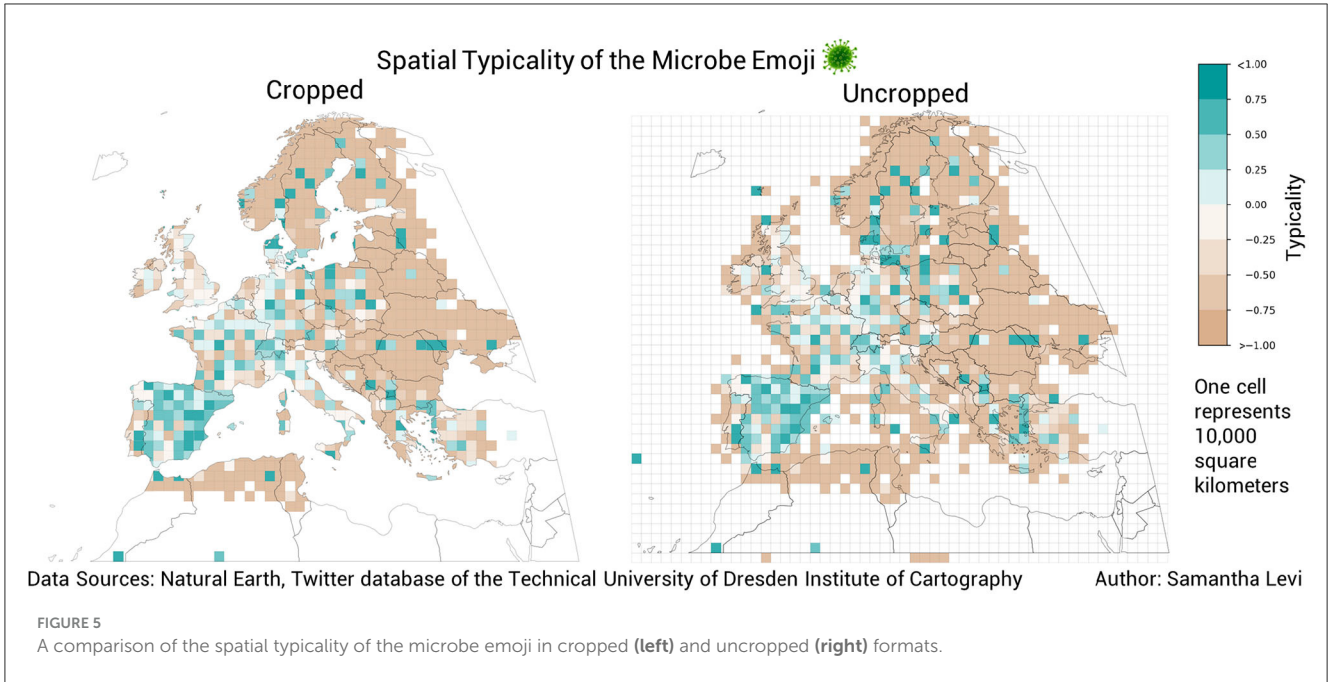 Spatial Typicality of the Microbe Emoji
Cropped
Uncropped
<1.00
0.75
0.50
0.25
0.00
−0.25
−0.50
−0.75
>−1.00
Typicality
One cell
represents
10,000
square
kilometers
Data Sources: Natural Earth, Twitter database of the Technical University of Dresden Institute of Cartography
Author: Samantha Levi
FIGURE 5
A comparison of the spatial typicality of the microbe emoji in cropped (left) and uncropped (right) formats.